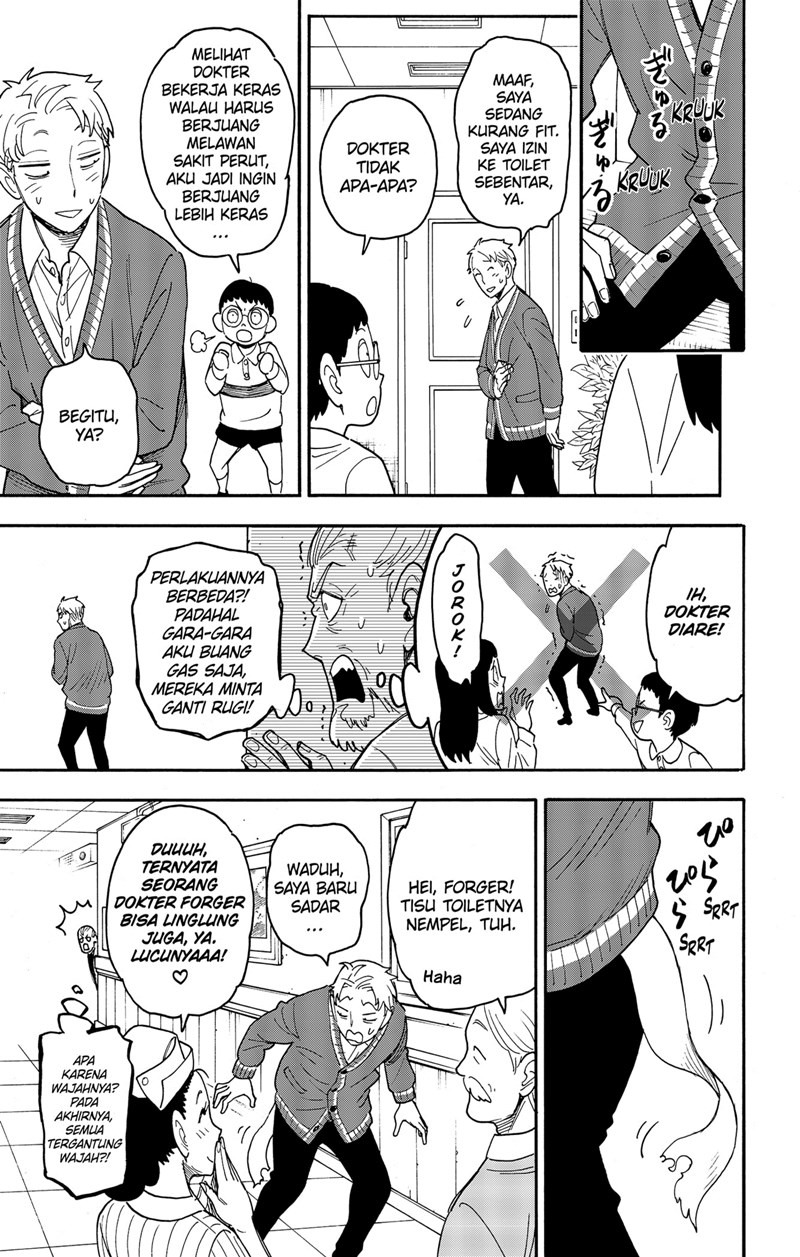 ぎゅる
KRUUK
ぎゅる
KRUUK
MAAF,
SAYA
SEDANG
KURANG FIT.
SAYA IZIN
KE TOILET
SEBENTAR,
YA.
DOKTER
TIDAK
APA-APA?
MELIHAT
DOKTER
BEKERJA KERAS
WALAU HARUS
BERJUANG
MELAWAN
SAKIT PERUT,
AKU JADI INGIN
BERJUANG
LEBIH KERAS
...
BEGITU,
YA?
IH,
DOKTER
DIARE!
JOROK!
PERLAKUANNYA
BERBEDA?!
PADAHAL
GARA-GARA
AKU BUANG
GAS SAJA,
MEREKA MINTA
GANTI RUGI!
ぴら
SRRT
ぴら
SRRT
HEI, FORGER!
TISU TOILETNYA
NEMPEL, TUH.
Haha
WADUH,
SAYA BARU
SADAR
...
DUUUH,
TERNYATA
SEORANG
DOKTER FORGER
BISA LINGLUNG
JUGA, YA.
LUCUNYAAA!
♡
APA
KARENA
WAJAHNYA?
PADA
AKHIRNYA,
SEMUA
TERGANTUNG
WAJAH?!